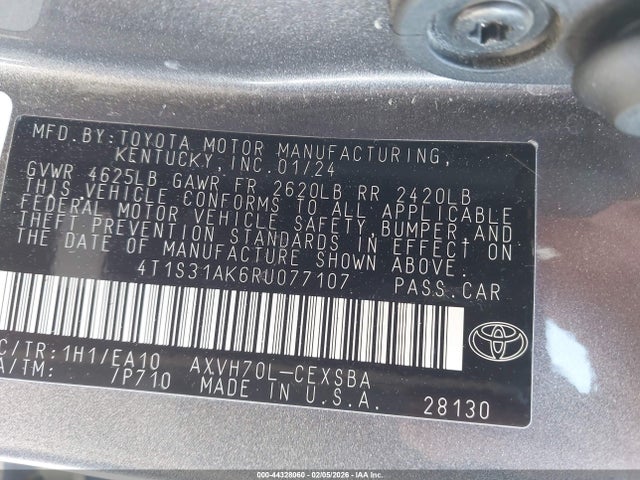 MFD.BY:TOYOTA MOTOR MANUFACTURING,
KENTUCKY, INC.01/24
GVWR 4625LB GAWR FR 2620LB RR 2420LB
THIS VEHICLE CONFORMS TO ALL APPLICABLE
FEDERAL MOTOR VEHICLE SAFETY, BUMPER AND
THEFT PREVENTION STANDARDS IN EFFECT ON
THE DATE OF MANUFACTURE SHOWN ABOVE.
4T1S31AK6RU077107 PASS.CAR
C/TR:1H1/EA10 AXVH70L-CEXSBA
A/TM: /P710 MADE IN U.S.A. 28130
TOYOTA
000-44328060 - 02/05/2026 - IAAI.COM